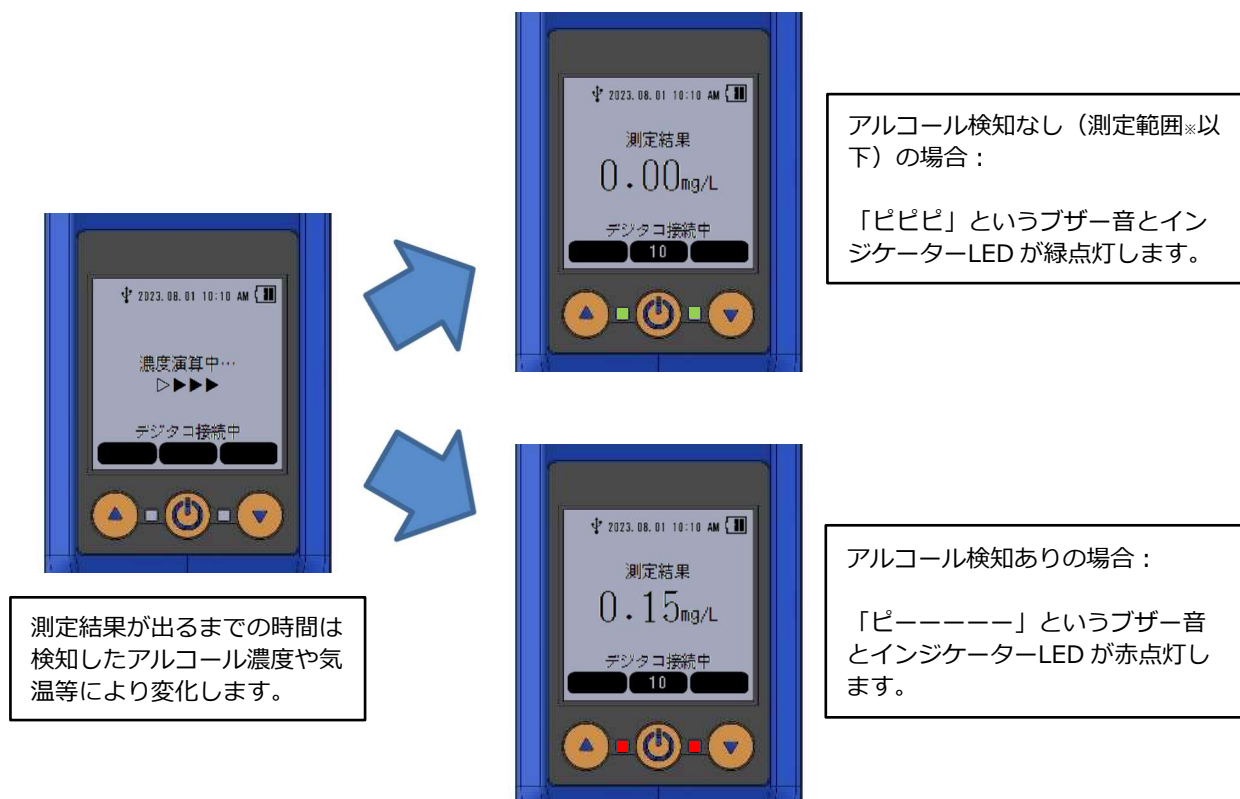 2023.08.01 10:10 AM
濃度演算中…
▷▶▶▶
デジタコ接続中
測定結果が出るまでの時間は
検知したアルコール濃度や気
温等により変化します。
2023.08.01 10:10 AM
測定結果
0.00mg/L
デジタコ接続中
10
アルコール検知なし（測定範囲※以
下）の場合：
「ピピピ」というブザー音とイン
ジケーターLED が緑点灯します。
2023.08.01 10:10 AM
測定結果
0.15mg/L
デジタコ接続中
10
アルコール検知ありの場合：
「ピーーーーー」というブザー音
とインジケーターLED が赤点灯し
ます。